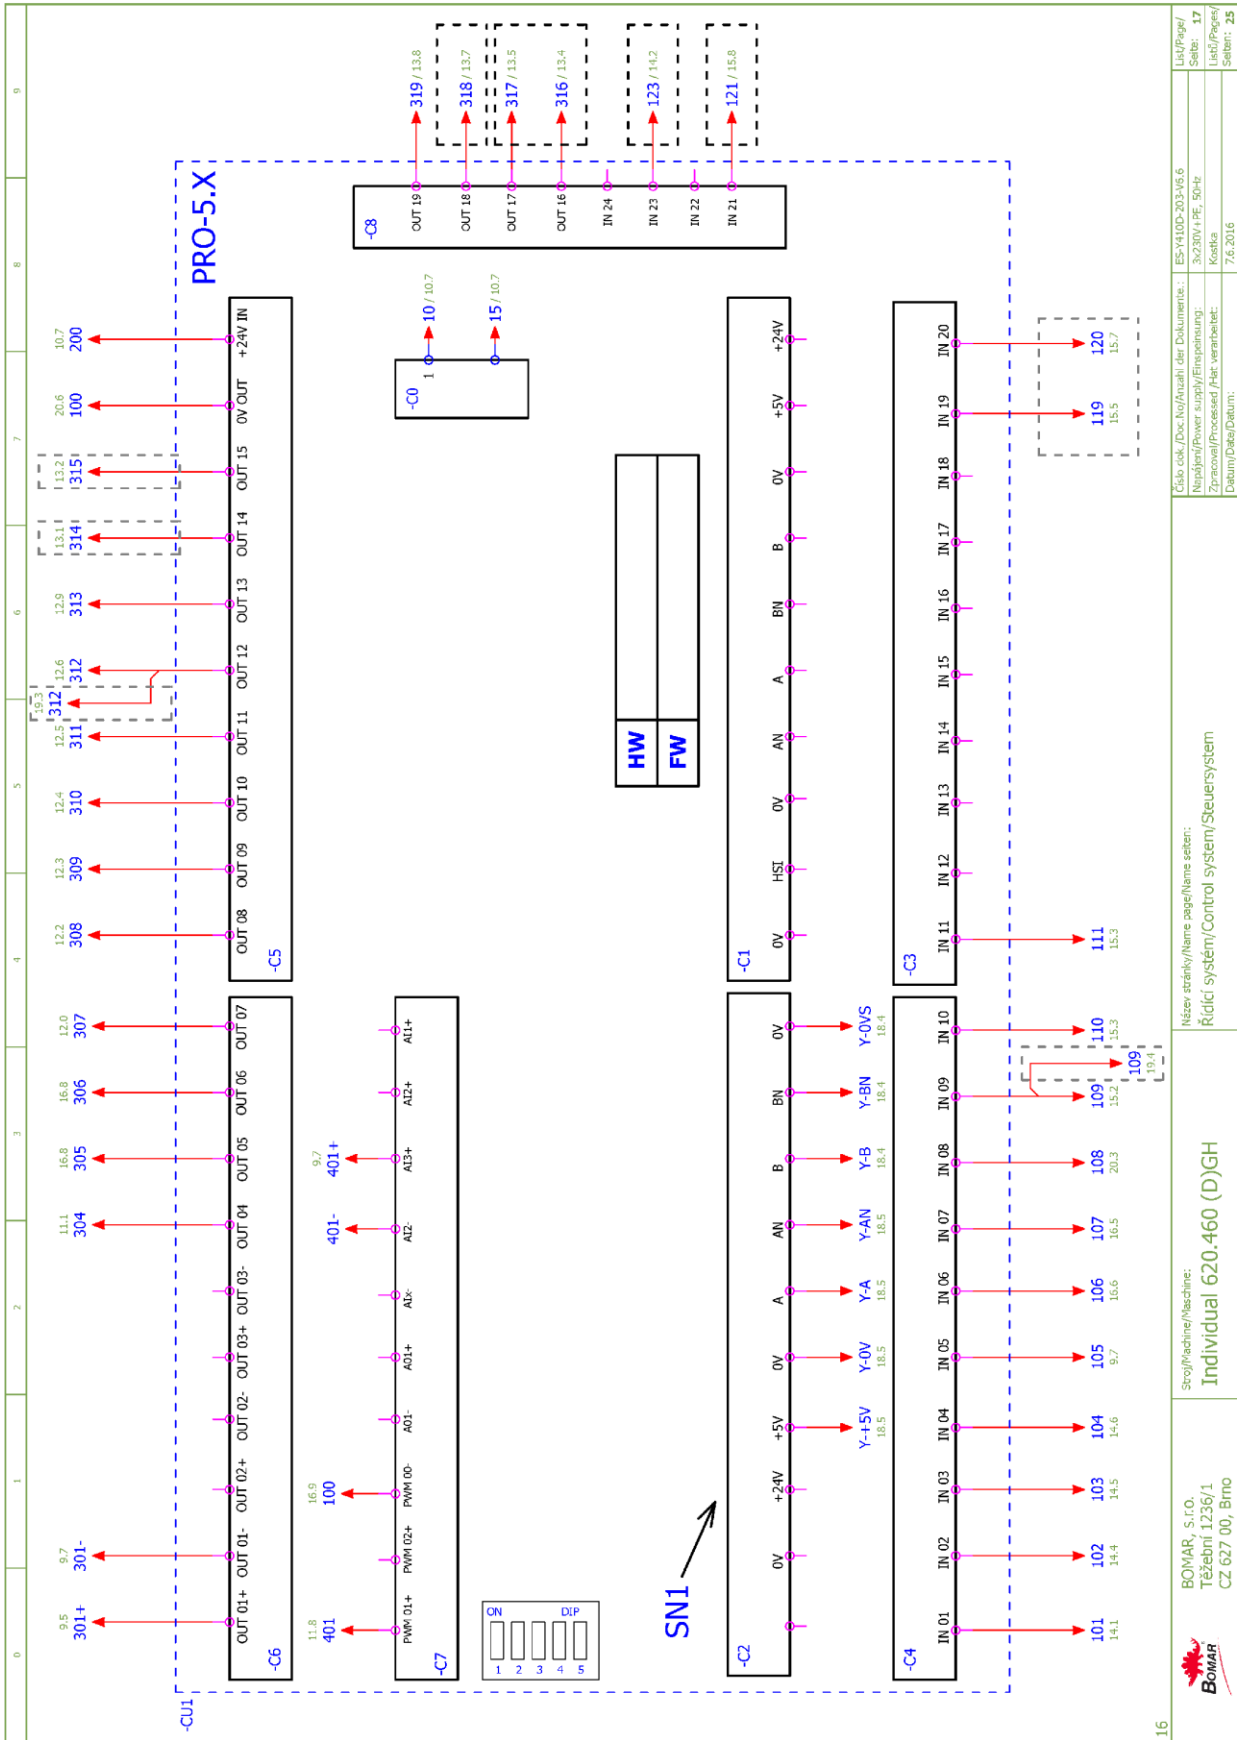 0 1 2 3 4 5 6 7 8 9
-CU1
PRO-5.X
9.5 9.7 11.1 16.8 16.8 12.0 12.2 12.3 12.4 12.5 19.3 12.6 12.9 13.1 13.2 20.6 10.7
301+ 301- 304 305 306 307 308 309 310 311 312 312 313 314 315 100 200
OUT 01+ OUT 01- OUT 02+ OUT 02- OUT 03+ OUT 03- OUT 04 OUT 05 OUT 06 OUT 07
-C6
OUT 08 OUT 09 OUT 10 OUT 11 OUT 12 OUT 13 OUT 14 OUT 15 0V OUT +24V IN
-C5
11.8 16.9 9.7
401 100 401- 401+
PWM 01+ PWM 02+ PWM 00- A01- A01+ AIx- AI2- AI3+ AI2+ AI1+
-C7
-C0
1
10 / 10.7
15 / 10.7
-C8
OUT 19 319 / 13.8
OUT 18 318 / 13.7
OUT 17 317 / 13.5
OUT 16 316 / 13.4
IN 24
IN 23 123 / 14.2
IN 22
IN 21 121 / 15.8
ON DIP
1 2 3 4 5
HW
FW
SN1
-C2
0V +24V +5V 0V A AN B BN 0V
Y-+5V Y-0V Y-A Y-AN Y-B Y-BN Y-0VS
18.5 18.5 18.5 18.5 18.4 18.4 18.4
-C1
0V HSI 0V AN A BN B 0V +5V +24V
-C4
IN 01 IN 02 IN 03 IN 04 IN 05 IN 06 IN 07 IN 08 IN 09 IN 10
-C3
IN 11 IN 12 IN 13 IN 14 IN 15 IN 16 IN 17 IN 18 IN 19 IN 20
101 102 103 104 105 106 107 108 109 109 110 111 119 120
14.1 14.4 14.5 14.6 9.7 16.6 16.5 20.3 15.2 19.4 15.3 15.3 15.5 15.7
16
BOMAR
BOMAR, s.r.o.
Těžební 1236/1
CZ 627 00, Brno
Stroj/Machine/Maschine:
Individual 620.460 (D)GH
Název stránky/Name page/Name seiten:
Řídící systém/Control system/Steuersystem
Číslo dok./Doc.No/Anzahl der Dokumente.: ES-Y410D-203-V6.6
Napájení/Power supply/Einspeinsung: 3x230V+PE, 50Hz
Zpracoval/Processed /Hat verarbeitet: Kostka
Datum/Date/Datum: 7.6.2016
List/Page/
Seite: 17
Listů/Pages/
Seiten: 25